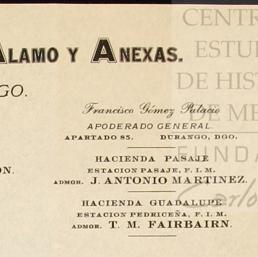 CENTR
ALAMO Y ANEXAS.
ESTU
GO.
DE HIS
Francisco Gómez Palacio
DE ME
APODERADO GENERAL.
APARTADO 85. DURANGO, DGO.
FUNDA
HACIENDA PASAJE
ON.
ESTACION PASAJE, F. I. M.
Carlo
ADMOR. J. ANTONIO MARTINEZ.
HACIENDA GUADALUPE
ESTACION PEDRICEÑA, F. I. M.
ADMOR. T. M. FAIRBAIRN.